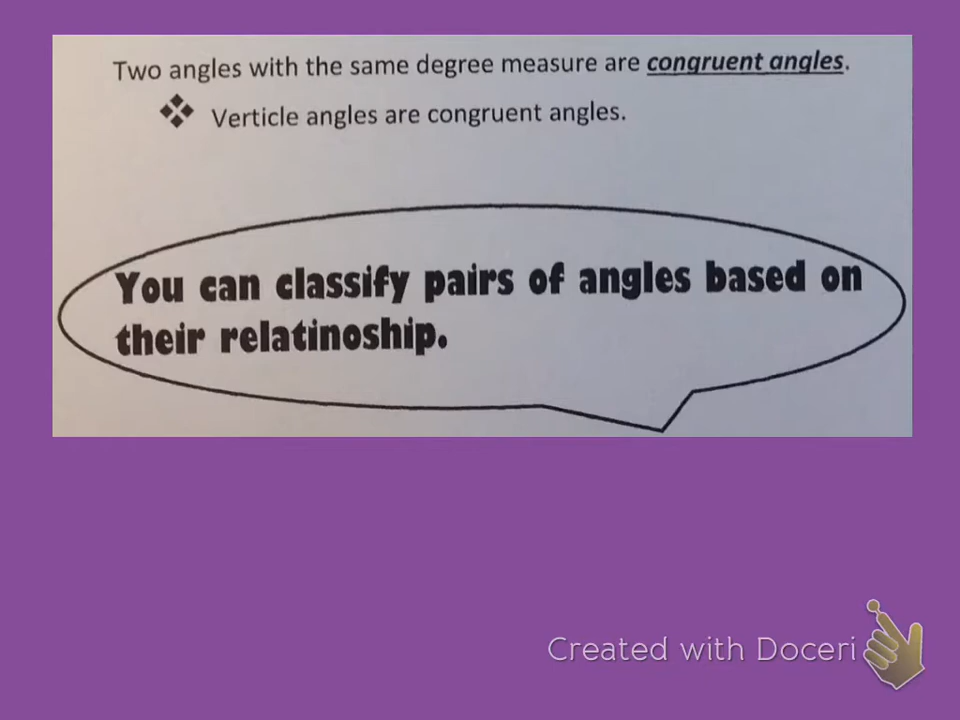 Two angles with the same degree measure are congruent angles.
Verticle angles are congruent angles.
You can classify pairs of angles based on
their relatinoship.
Created with Doceri